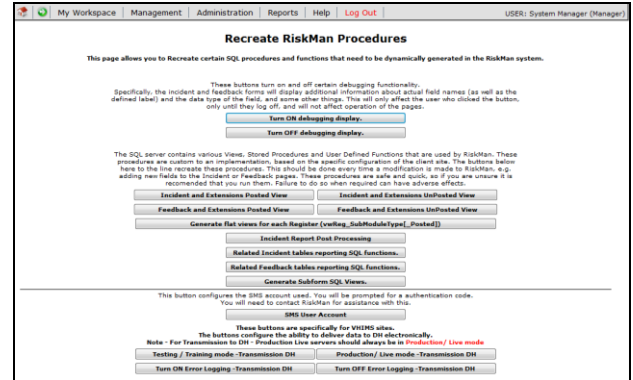 My Workspace | Management | Administration | Reports | Help | Log Out | USER: System Manager (Manager)
Recreate RiskMan Procedures
This page allows you to Recreate certain SQL procedures and functions that need to be dynamically generated in the RiskMan system.
These buttons turn on and off certain debugging functionality.
Specifically, the incident and feedback forms will display additional information about actual field names (as well as the
defined label) and the data type of the field, and some other things. This will only affect the user who clicked the button,
only until they log off, and will not affect operation of the pages.
Turn ON debugging display.
Turn OFF debugging display.
The SQL server contains various Views, Stored Procedures and User Defined Functions that are used by RiskMan. These
procedures are custom to an implementation, based on the specific configuration of the client site. The buttons below
here to the line recreate these procedures. This should be done every time a modification is made to RiskMan, e.g.
adding new fields to the Incident or Feedback pages. These procedures are safe and quick, so if you are unsure it is
recomended that you run them. Failure to do so when required can have adverse effects.
Incident and Extensions Posted View Incident and Extensions UnPosted View
Feedback and Extensions Posted View Feedback and Extensions UnPosted View
Generate flat views for each Register (vwReg_SubModuleType[_Posted])
Incident Report Post Processing
Related Incident tables reporting SQL functions.
Related Feedback tables reporting SQL functions.
Generate Subform SQL Views.
This button configures the SMS account used. You will be prompted for a authentication code.
You will need to contact RiskMan for assistance with this.
SMS User Account
These buttons are specifically for VHIMS sites.
The buttons configure the ability to deliver data to DH electronically.
Note - For Transmission to DH - Production Live servers should always be in Production/ Live mode
Testing / Training mode -Transmission DH Production/ Live mode -Transmission DH
Turn ON Error Logging -Transmission DH Turn OFF Error Logging -Transmission DH